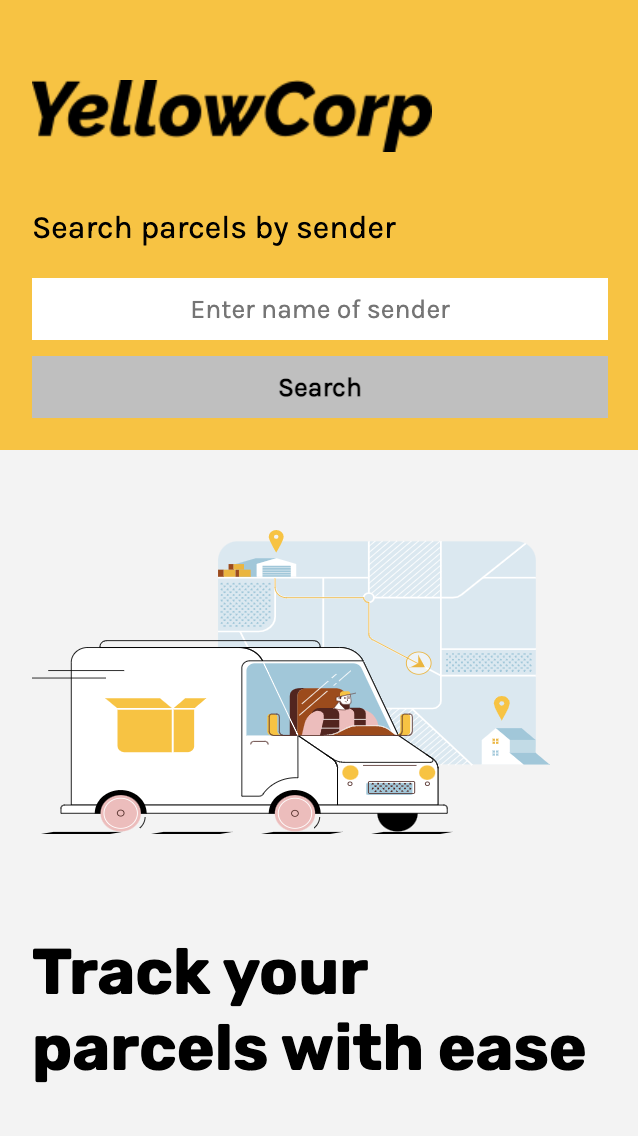 YellowCorp
Search parcels by sender
Enter name of sender
Search
Track your
parcels with ease